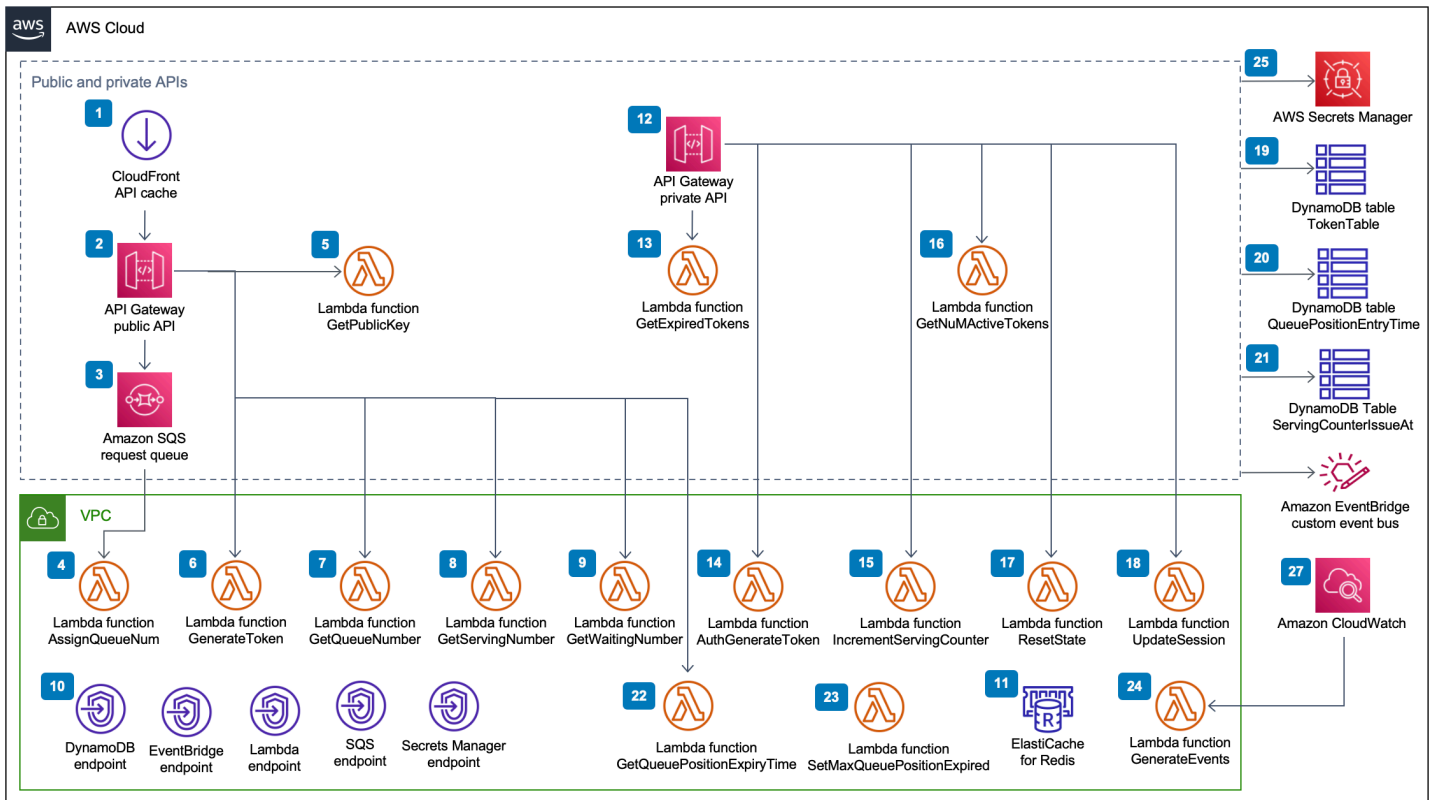 aws
AWS Cloud
Public and private APIs
1
CloudFront
API cache
2
API Gateway
public API
3
Amazon SQS
request queue
5
Lambda function
GetPublicKey
12
API Gateway
private API
13
Lambda function
GetExpiredTokens
16
Lambda function
GetNuMActiveTokens
25
AWS Secrets Manager
19
DynamoDB table
TokenTable
20
DynamoDB table
QueuePositionEntryTime
21
DynamoDB Table
ServingCounterIssueAt
Amazon EventBridge
custom event bus
27
Amazon CloudWatch
VPC
4
Lambda function
AssignQueueNum
6
Lambda function
GenerateToken
7
Lambda function
GetQueueNumber
8
Lambda function
GetServingNumber
9
Lambda function
GetWaitingNumber
14
Lambda function
AuthGenerateToken
15
Lambda function
IncrementServingCounter
17
Lambda function
ResetState
18
Lambda function
UpdateSession
10
DynamoDB
endpoint
EventBridge
endpoint
Lambda
endpoint
SQS
endpoint
Secrets Manager
endpoint
22
Lambda function
GetQueuePositionExpiryTime
23
Lambda function
SetMaxQueuePositionExpired
11
R
ElastiCache
for Redis
24
Lambda function
GenerateEvents